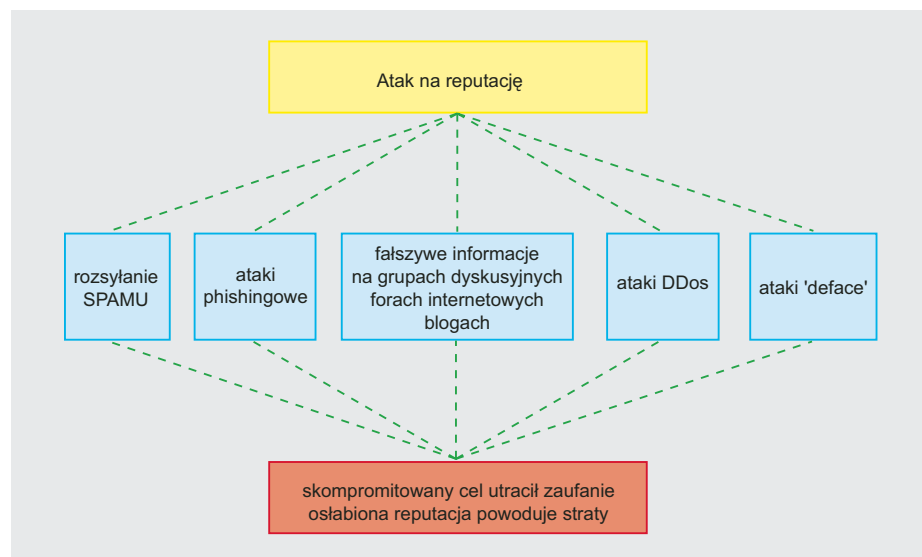 Atak na reputację
rozsyłanie
SPAMU
ataki
phishingowe
fałszywe informacje
na grupach dyskusyjnych
forach internetowych
blogach
ataki DDos
ataki 'deface'
skompromitowany cel utracił zaufanie
osłabiona reputacja powoduje straty